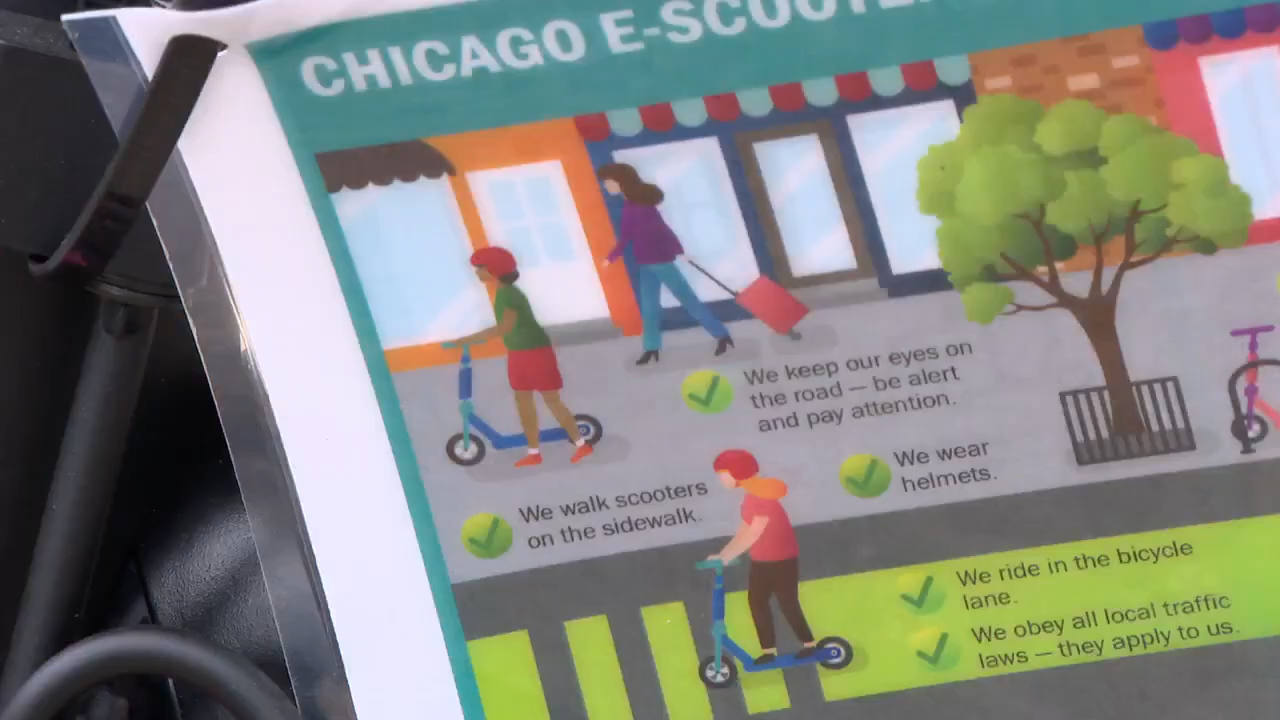 CHICAGO E-SCOOTER
We keep our eyes on
the road — be alert
and pay attention.
We wear
helmets.
We walk scooters
on the sidewalk.
We ride in the bicycle
lane.
We obey all local traffic
laws — they apply to us.